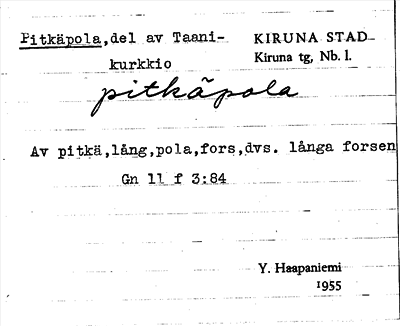 Pitkäpola,del av Taani-
kurkkio
KIRUNA STAD
Kiruna tg, Nb. l.
pitkäpola
Av pitkä,lång,pola,fors,dvs. långa forsen
Gn 11 f 3:84
Y. Haapaniemi
1955